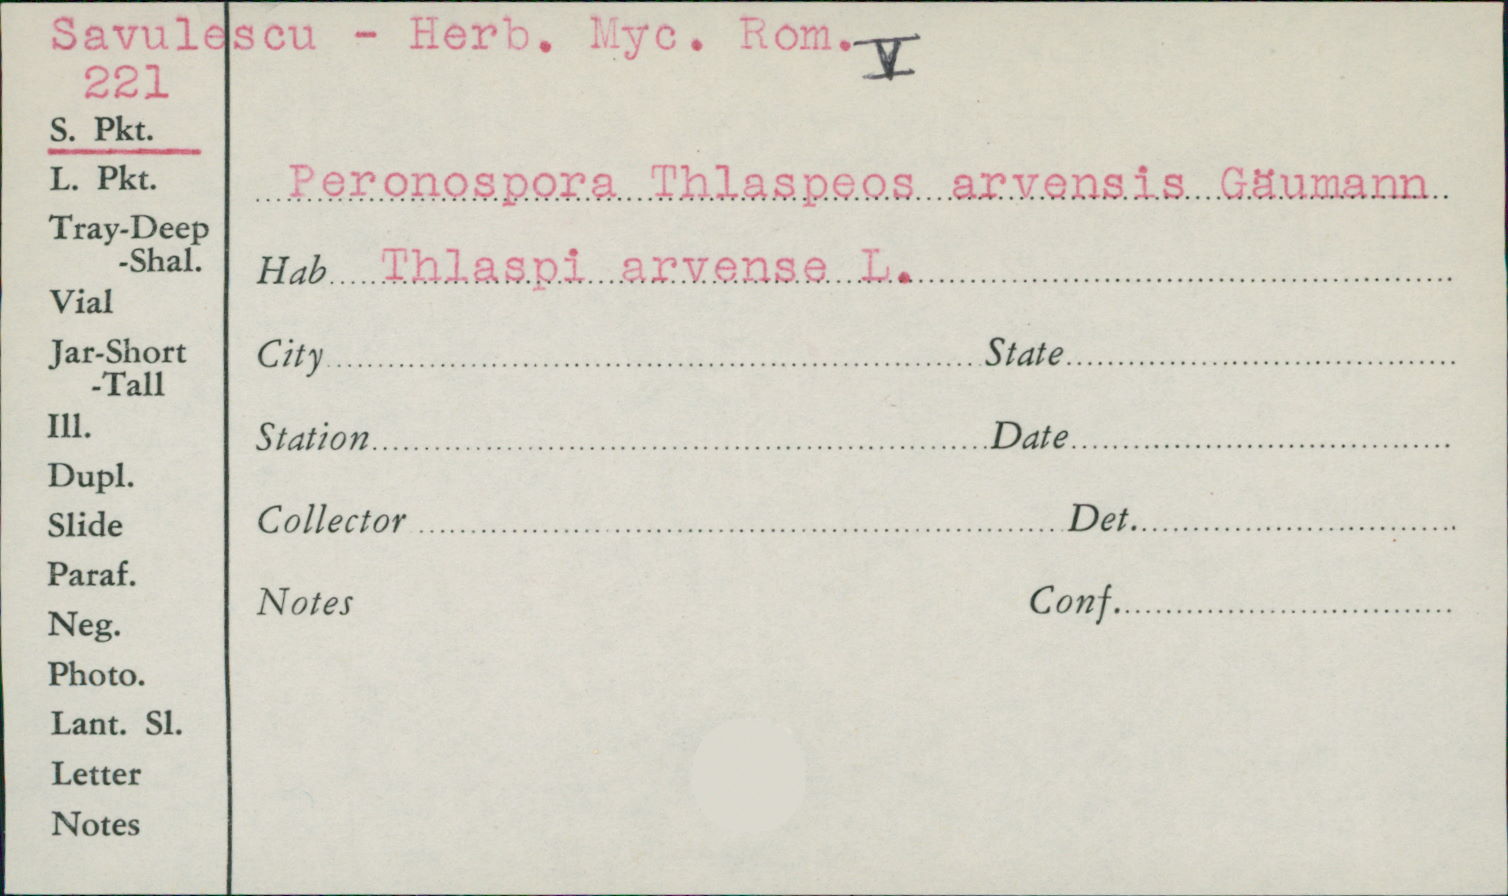 Savulescu - Herb. Myc. Rom. V
221
S. Pkt.
L. Pkt.
Peronospora Thlaspeos arvensis Gäumann
Tray-Deep
-Shal.
Hab Thlaspi arvense L.
Vial
Jar-Short
-Tall
City State
Ill.
Station Date
Dupl.
Slide
Collector Det.
Paraf.
Neg.
Notes Conf.
Photo.
Lant. Sl.
Letter
Notes